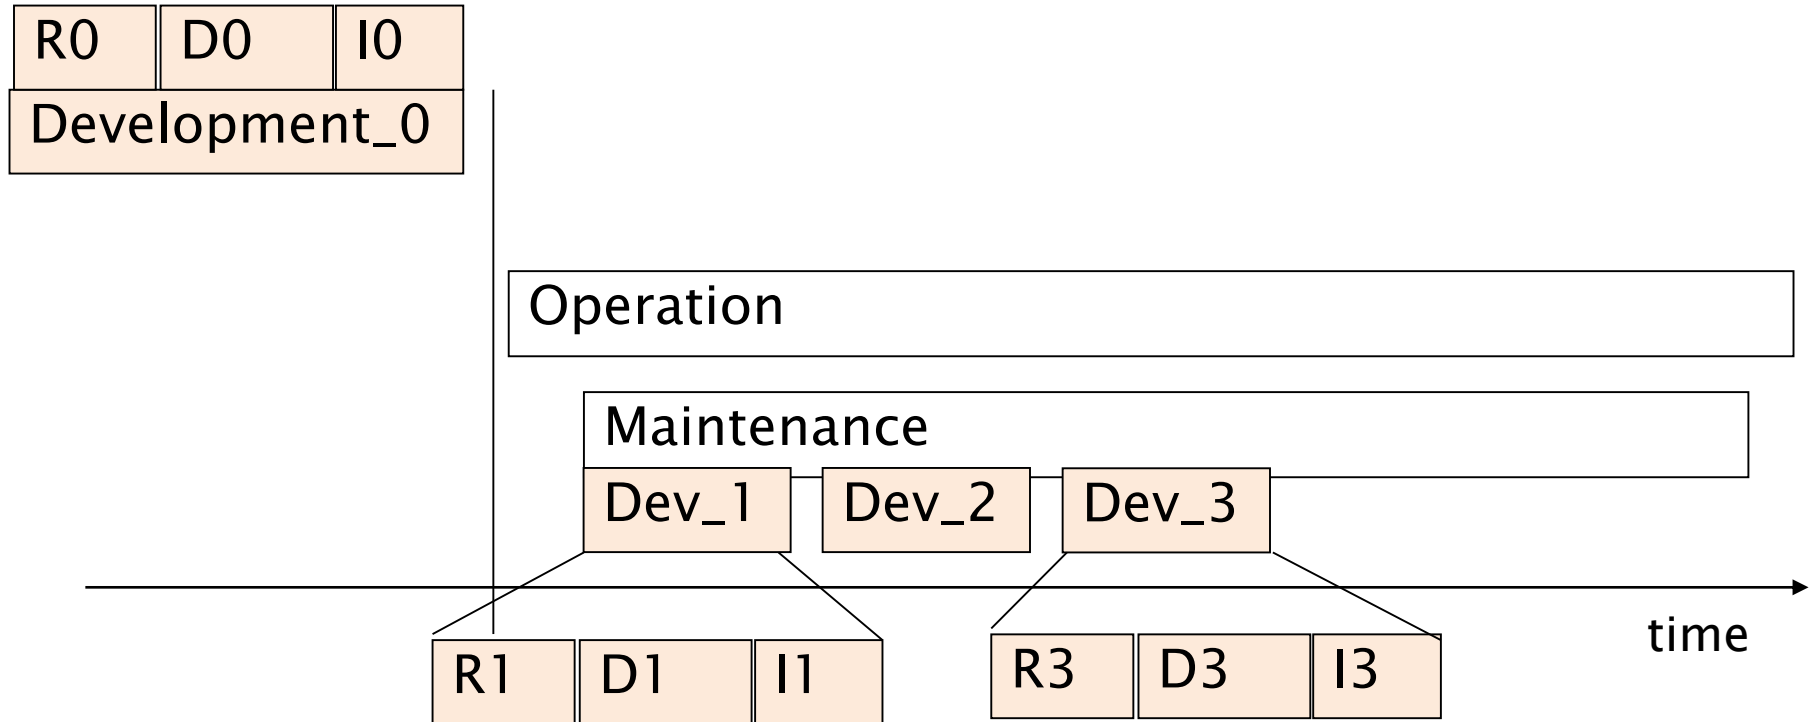 R0 D0 I0
Development_0
Operation
Maintenance
Dev_1 Dev_2 Dev_3
time
R1 D1 I1 R3 D3 I3